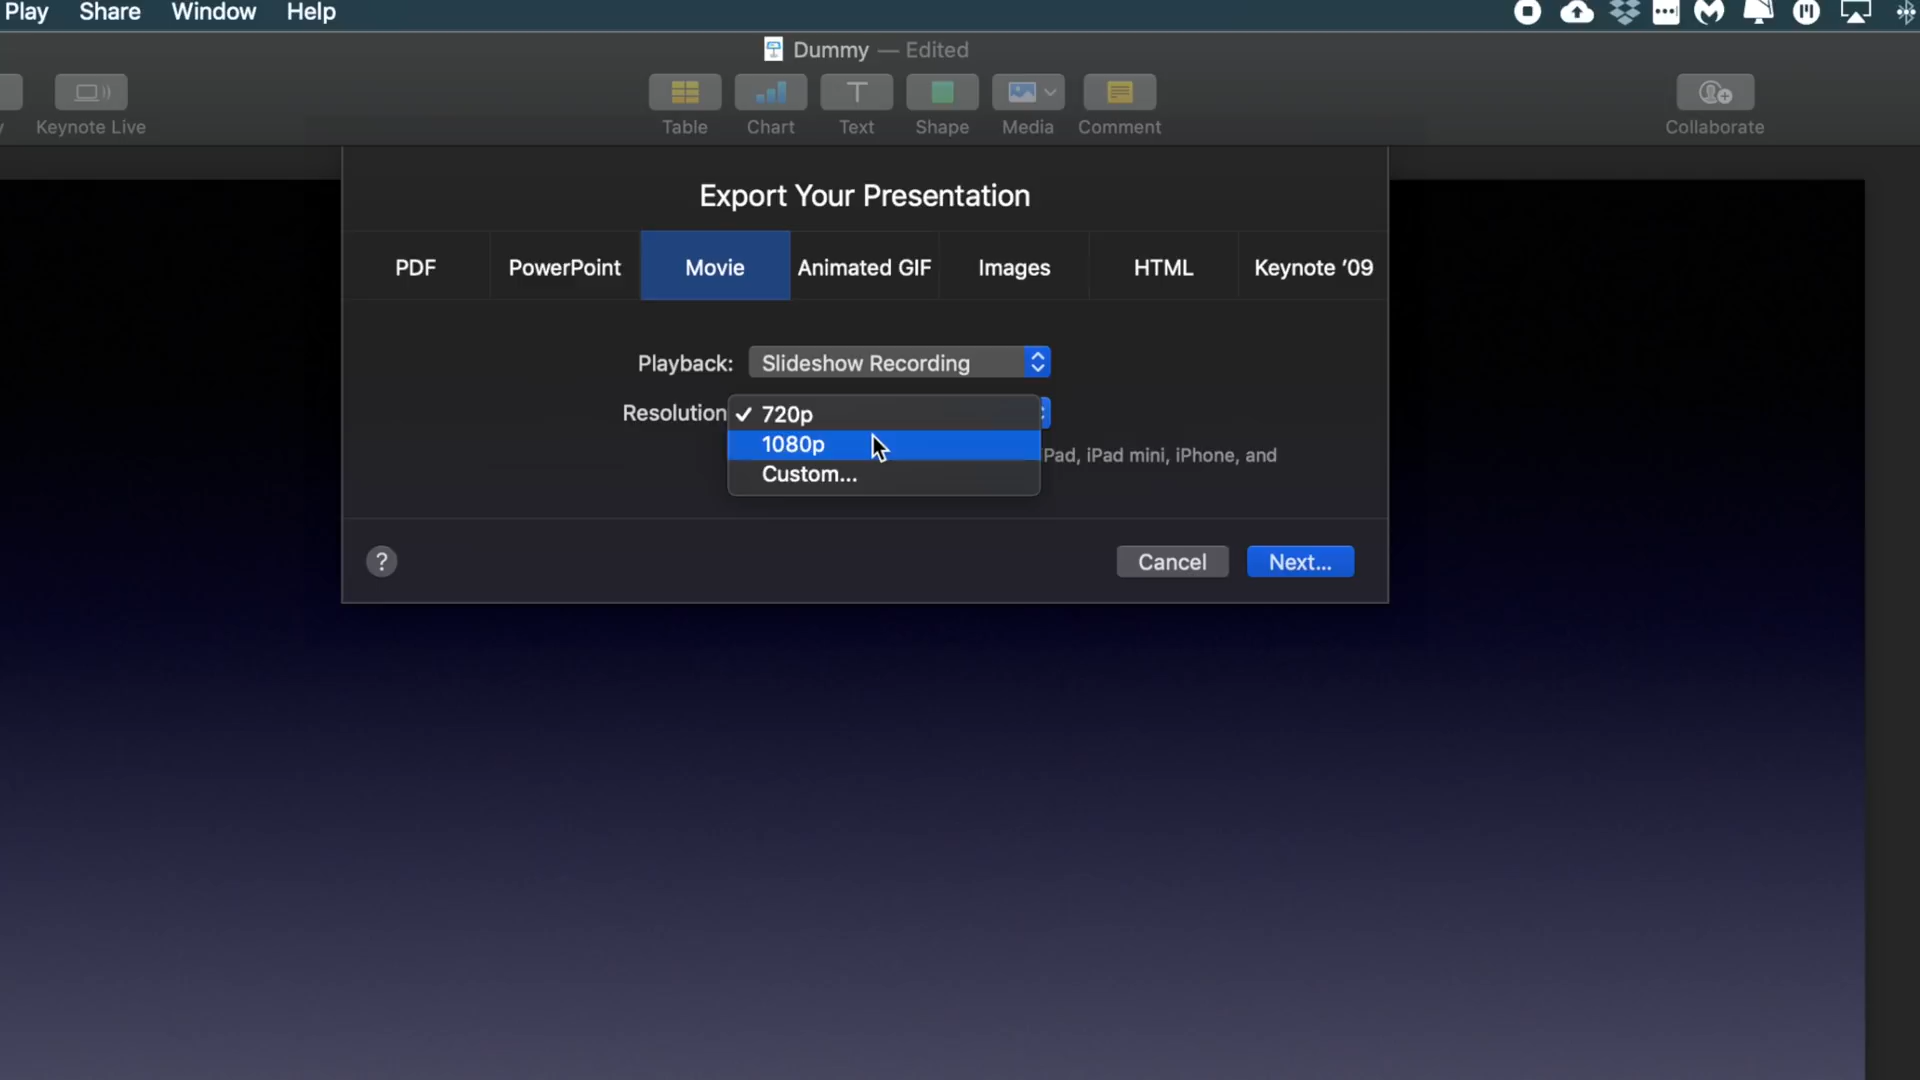 Play Share Window Help
Dummy — Edited
Keynote Live Table Chart Text Shape Media Comment Collaborate
Export Your Presentation
PDF PowerPoint Movie Animated GIF Images HTML Keynote ’09
Playback: Slideshow Recording
Resolution ✓ 720p
1080p
Pad, iPad mini, iPhone, and
Custom...
? Cancel Next...